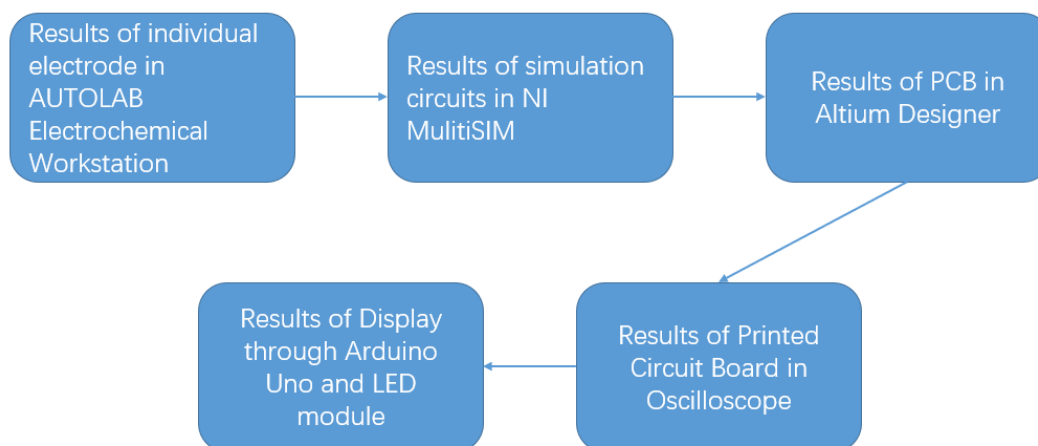 Results of individual
electrode in
AUTOLAB
Electrochemical
Workstation
Results of simulation
circuits in NI
MulitiSIM
Results of PCB in
Altium Designer
Results of Display
through Arduino
Uno and LED
module
Results of Printed
Circuit Board in
Oscilloscope